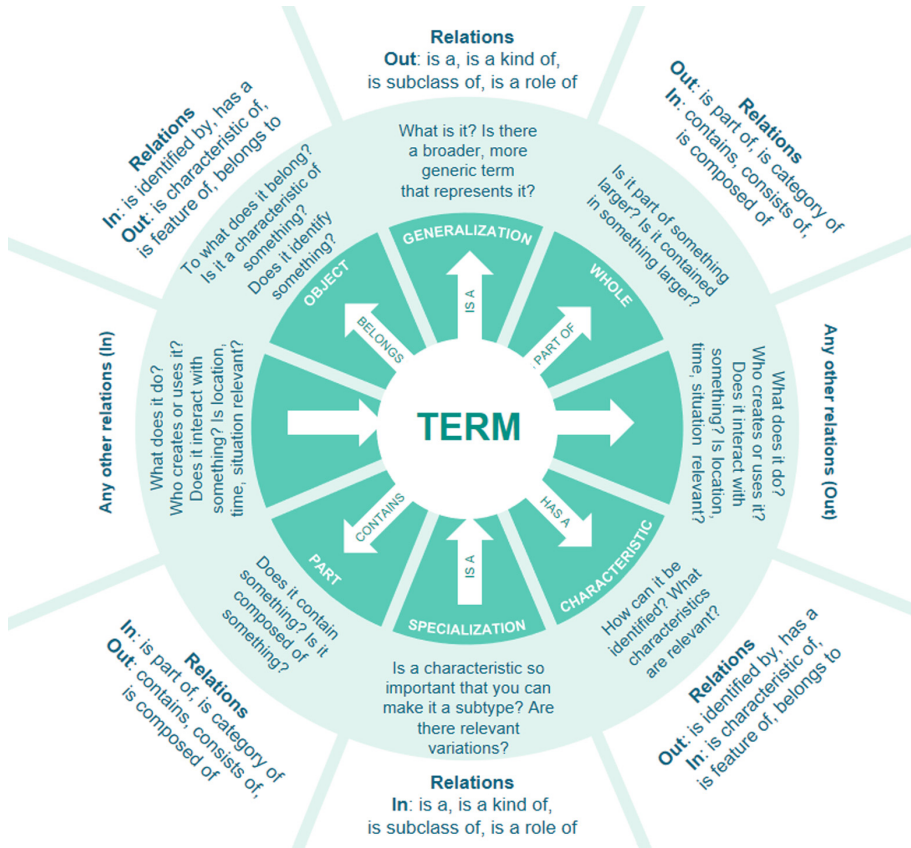 Relations
Out: is a, is a kind of,
is subclass of, is a role of
What is it? Is there
a broader, more
generic term
that represents it?
GENERALIZATION
IS A
Relations
Out: is part of, is category of
In: contains, consists of,
is composed of
Is it part of something
larger? Is it contained
in something larger?
WHOLE
PART OF
Any other relations (Out)
What does it do?
Who creates or uses it?
Does it interact with
something? Is location,
time, situation relevant?
Relations
Out: is identified by, has a
In: is characteristic of,
is feature of, belongs to
How can it be
identified? What
characteristics
are relevant?
CHARACTERISTIC
HAS A
IS A
SPECIALIZATION
Is a characteristic so
important that you can
make it a subtype? Are
there relevant
variations?
Relations
In: is a, is a kind of,
is subclass of, is a role of
CONTAINS
PART
Does it contain
something? Is it
composed of
something?
Relations
In: is part of, is category of
Out: contains, consists of,
is composed of
Any other relations (In)
What does it do?
Who creates or uses it?
Does it interact with
something? Is location,
time, situation relevant?
Relations
In: is identified by, has a
Out: is characteristic of,
is feature of, belongs to
To what does it belong?
Is it a characteristic of
something?
Does it identify
something?
OBJECT
BELONGS
TERM